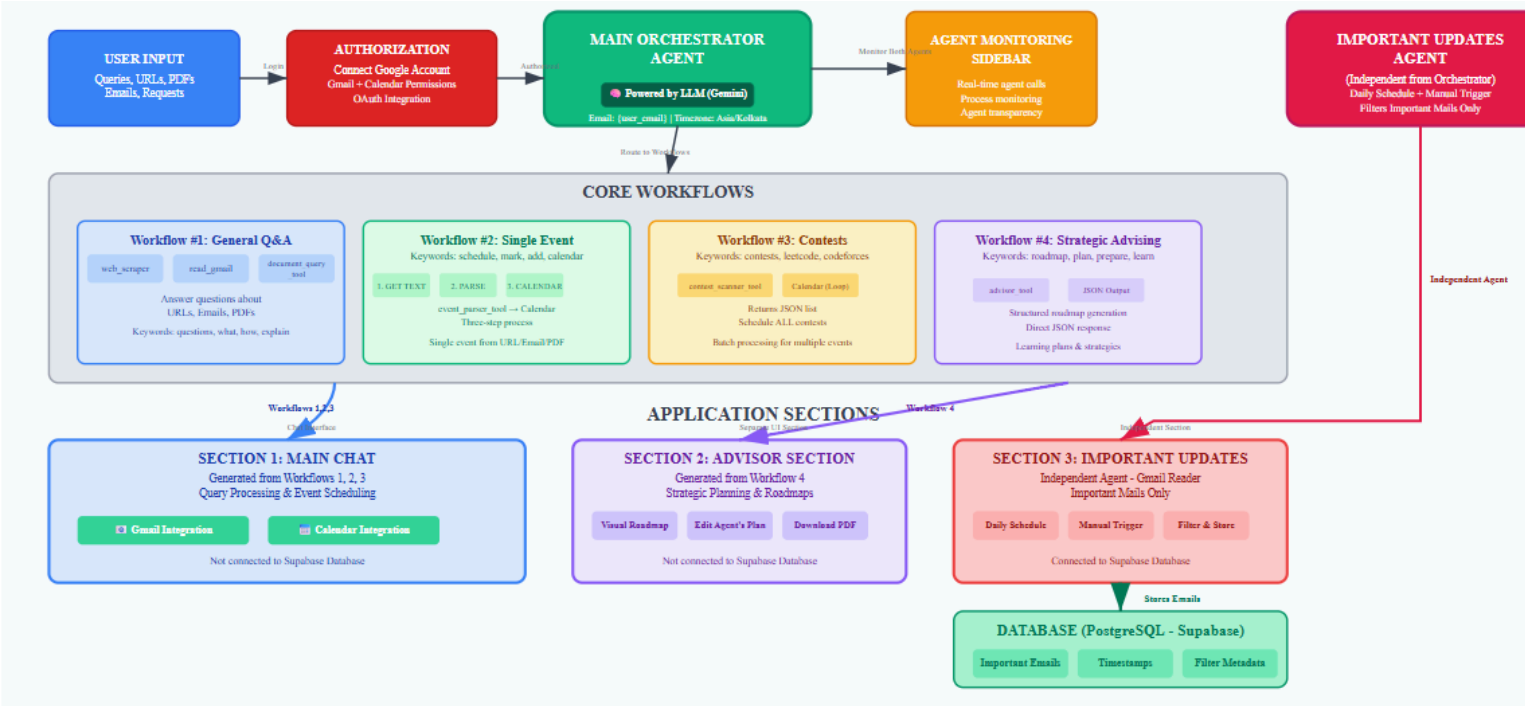 USER INPUT
Queries, URLs, PDFs
Emails, Requests
Login
AUTHORIZATION
Connect Google Account
Gmail + Calendar Permissions
OAuth Integration
MAIN ORCHESTRATOR
AGENT
🧠 Powered by LLM (Gemini)
Email: {user_email} | Timezone: Asia/Kolkata
Monitor Both Agents
AGENT MONITORING
SIDEBAR
Real-time agent calls
Process monitoring
Agent transparency
IMPORTANT UPDATES
AGENT
(Independent from Orchestrator)
Daily Schedule + Manual Trigger
Filters Important Mails Only
Route to Workflows
CORE WORKFLOWS
Workflow #1: General Q&A
web_scraper
read_gmail
document_query
tool
Answer questions about
URLs, Emails, PDFs
Keywords: questions, what, how, explain
Workflow #2: Single Event
Keywords: schedule, mark, add, calendar
1. GET TEXT
2. PARSE
3. CALENDAR
event_parser_tool → Calendar
Three-step process
Single event from URL/Email/PDF
Workflow #3: Contests
Keywords: contests, leetcode, codeforces
contest_scanner_tool
Calendar (Loop)
Returns JSON list
Schedule ALL contests
Batch processing for multiple events
Workflow #4: Strategic Advising
Keywords: roadmap, plan, prepare, learn
advisor_tool
JSON Output
Structured roadmap generation
Direct JSON response
Learning plans & strategies
Independent Agent
Workflows 1,2,3
Interface
APPLICATION SECTIONS
Workflow 4
Separate UI Section
Independent Section
SECTION 1: MAIN CHAT
Generated from Workflows 1, 2, 3
Query Processing & Event Scheduling
📧 Gmail Integration
📅 Calendar Integration
Not connected to Supabase Database
SECTION 2: ADVISOR SECTION
Generated from Workflow 4
Strategic Planning & Roadmaps
Visual Roadmap
Edit Agent's Plan
Download PDF
Not connected to Supabase Database
SECTION 3: IMPORTANT UPDATES
Independent Agent - Gmail Reader
Important Mails Only
Daily Schedule
Manual Trigger
Filter & Store
Connected to Supabase Database
Stores Emails
DATABASE (PostgreSQL - Supabase)
Important Emails
Timestamps
Filter Metadata